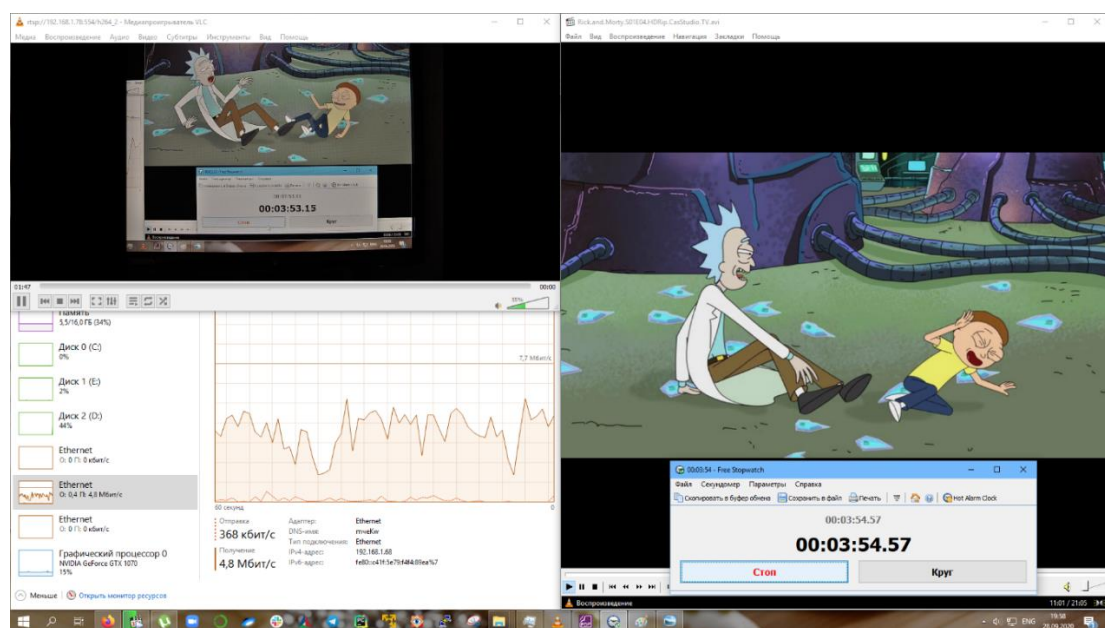 rtsp://192.168.1.78:554/h264_2 - Медиапроигрыватель VLC
Медиа Воспроизведение Аудио Видео Субтитры Инструменты Вид Помощь
00:03:53.15
Стоп Круг
01:47 00:00
Память
5,5/16,0 ГБ (34%)
Диск 0 (C:)
0%
Диск 1 (E:)
2%
Диск 2 (D:)
44%
Ethernet
О: 0 П: 0 кбит/с
Ethernet
О: 0,4 П: 4,8 Мбит/с
Ethernet
О: 0 П: 0 кбит/с
Графический процессор 0
NVIDIA GeForce GTX 1070
15%
7,7 Мбит/с
60 секунд 0
Отправка
368 кбит/с
Получение
4,8 Мбит/с
Адаптер: Ethernet
DNS-имя:
Тип подключения: Ethernet
IPv4-адрес: 192.168.1.68
IPv6-адрес:
Меньше Открыть монитор ресурсов
Rick.and.Morty.S01E04.HDRip.CasStudio.TV.avi
Файл Вид Воспроизведение Навигация Закладки Помощь
00:03:54 - Free Stopwatch
Файл Секундомер Параметры Справка
Скопировать в буфер обмена Сохранить в файл Печать Hot Alarm Clock
00:03:54.57
00:03:54.57
Стоп Круг
Воспроизведение 11:01 / 21:05
ENG
19:38
20.09.2020